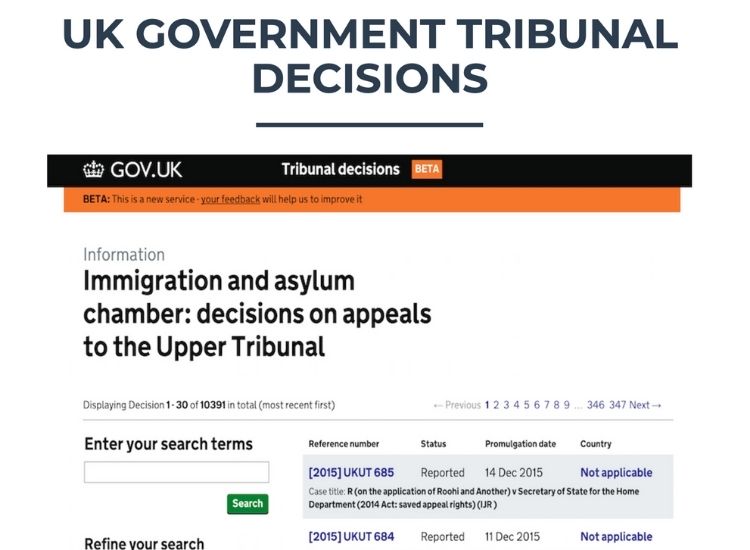 UK GOVERNMENT TRIBUNAL
DECISIONS
GOV.UK
Tribunal decisions BETA
BETA: This is a new service - your feedback will help us to improve it
Information
Immigration and asylum
chamber: decisions on appeals
to the Upper Tribunal
Displaying Decision 1 - 30 of 10391 in total (most recent first)
← Previous 1 2 3 4 5 6 7 8 9 ... 346 347 Next →
Enter your search terms
Search
Refine your search
Reference number Status Promulgation date Country
[2015] UKUT 685 Reported 14 Dec 2015 Not applicable
Case title: R (on the application of Roohi and Another) v Secretary of State for the Home
Department (2014 Act: saved appeal rights) (IJR )
[2015] UKUT 684 Reported 11 Dec 2015 Not applicable